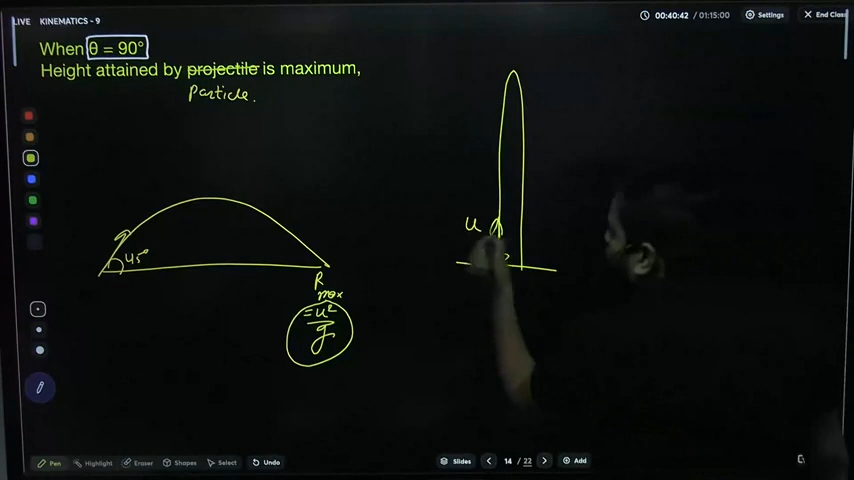 LIVE KINEMATICS - 9
00:40:42 / 01:15:00 Settings End Class
When θ = 90°
Height attained by projectile is maximum,
Particle.
u
45°
R max
= u²/g
Pen Highlight Eraser Shapes Select Undo
Slides 14 / 22 Add